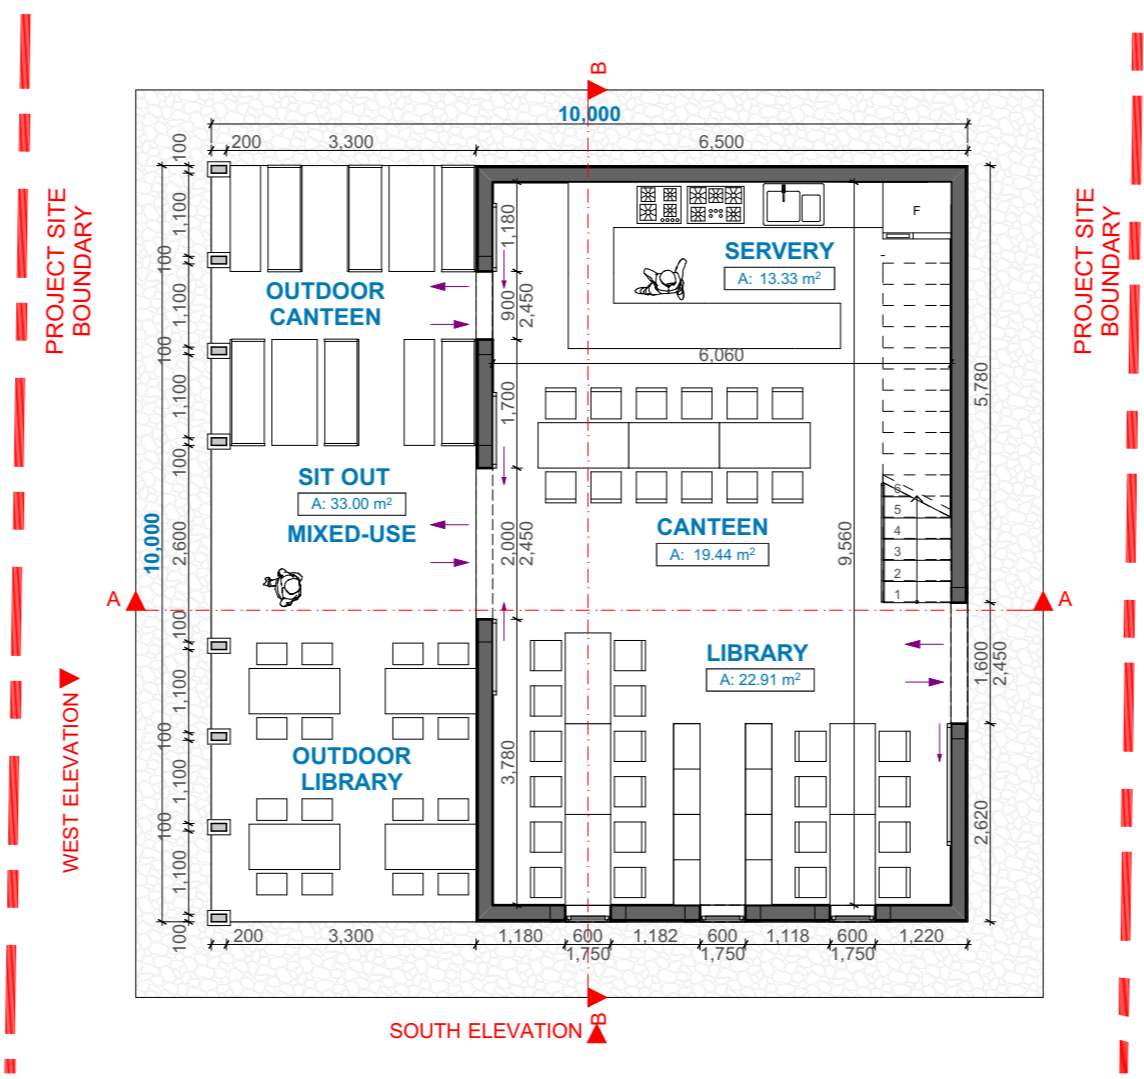 B
10,000
200
3,300
6,500
100
1,100
100
1,100
100
1,100
100
2,600
10,000
100
1,100
100
1,100
100
1,100
100
PROJECT SITE
BOUNDARY
PROJECT SITE
BOUNDARY
F
SERVERY
A: 13.33 m²
1,180
900
2,450
OUTDOOR
CANTEEN
6,060
1,700
5,780
SIT OUT
A: 33.00 m²
MIXED-USE
CANTEEN
A: 19.44 m²
2,000
2,450
9,560
6
5
4
3
2
1
A
A
LIBRARY
A: 22.91 m²
1,600
2,450
WEST ELEVATION
OUTDOOR
LIBRARY
3,780
2,620
200
3,300
1,180
600
1,750
1,182
600
1,750
1,118
600
1,750
1,220
SOUTH ELEVATION
B